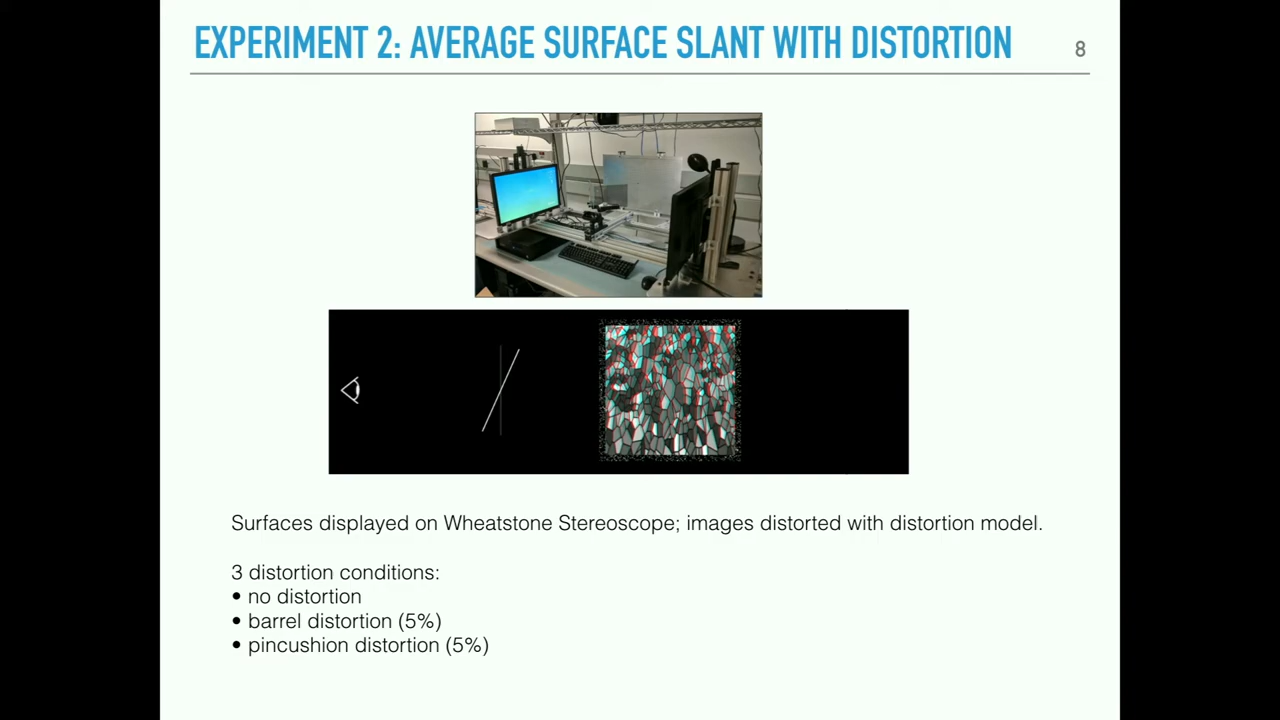 EXPERIMENT 2: AVERAGE SURFACE SLANT WITH DISTORTION
8
Surfaces displayed on Wheatstone Stereoscope; images distorted with distortion model.
3 distortion conditions:
• no distortion
• barrel distortion (5%)
• pincushion distortion (5%)